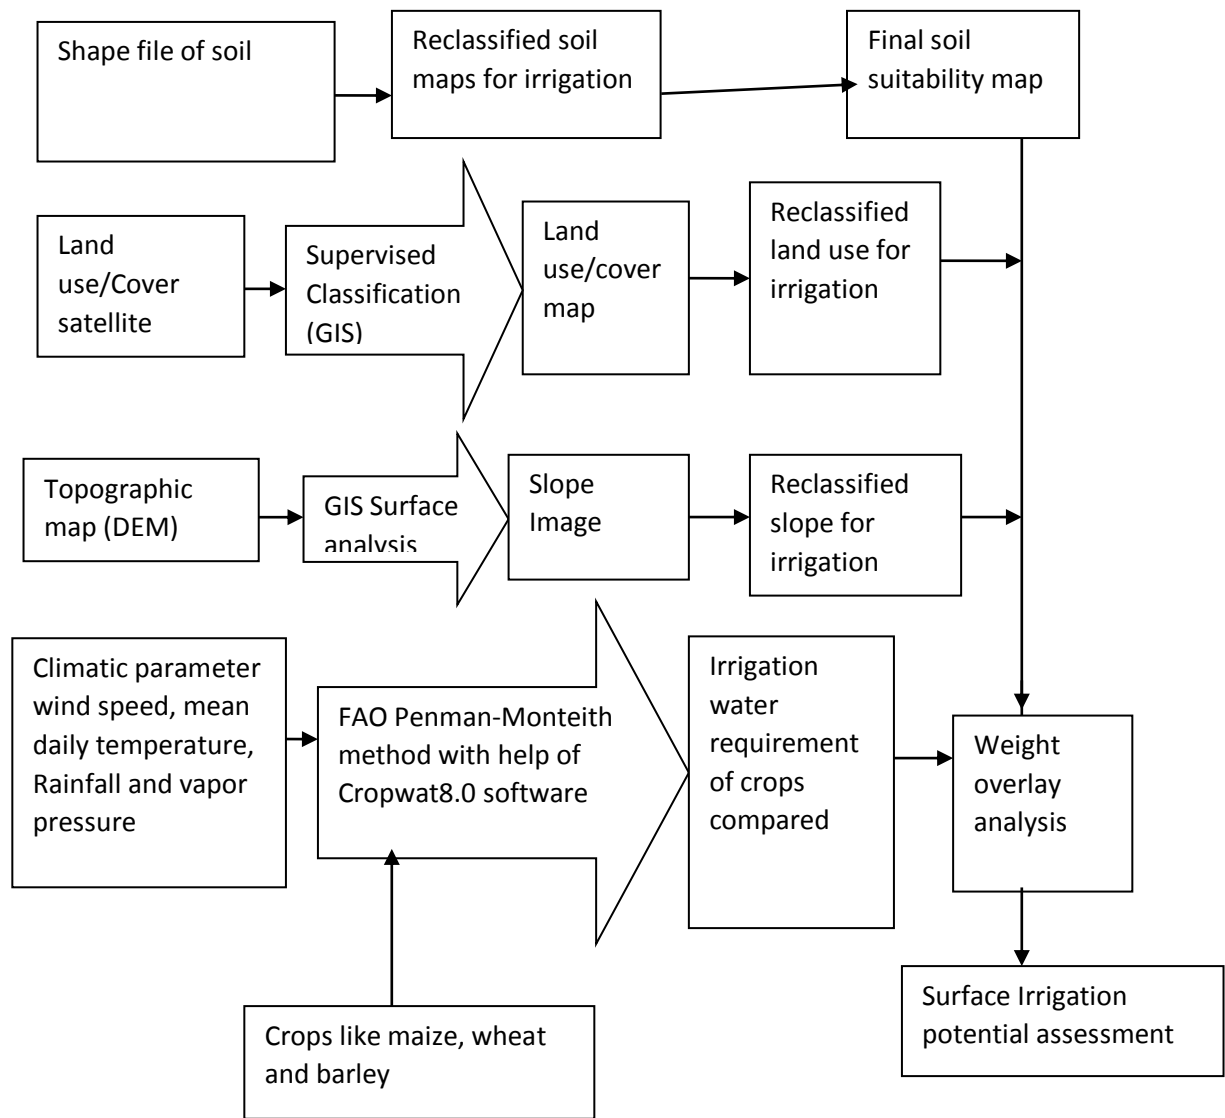 Shape file of soil
Reclassified soil
maps for irrigation
Final soil
suitability map
Land
use/Cover
satellite
Supervised
Classification
(GIS)
Land
use/cover
map
Reclassified
land use for
irrigation
Topographic
map (DEM)
GIS Surface
analysis
Slope
Image
Reclassified
slope for
irrigation
Climatic parameter
wind speed, mean
daily temperature,
Rainfall and vapor
pressure
FAO Penman-Monteith
method with help of
Cropwat8.0 software
Irrigation
water
requirement
of crops
compared
Weight
overlay
analysis
Crops like maize, wheat
and barley
Surface Irrigation
potential assessment